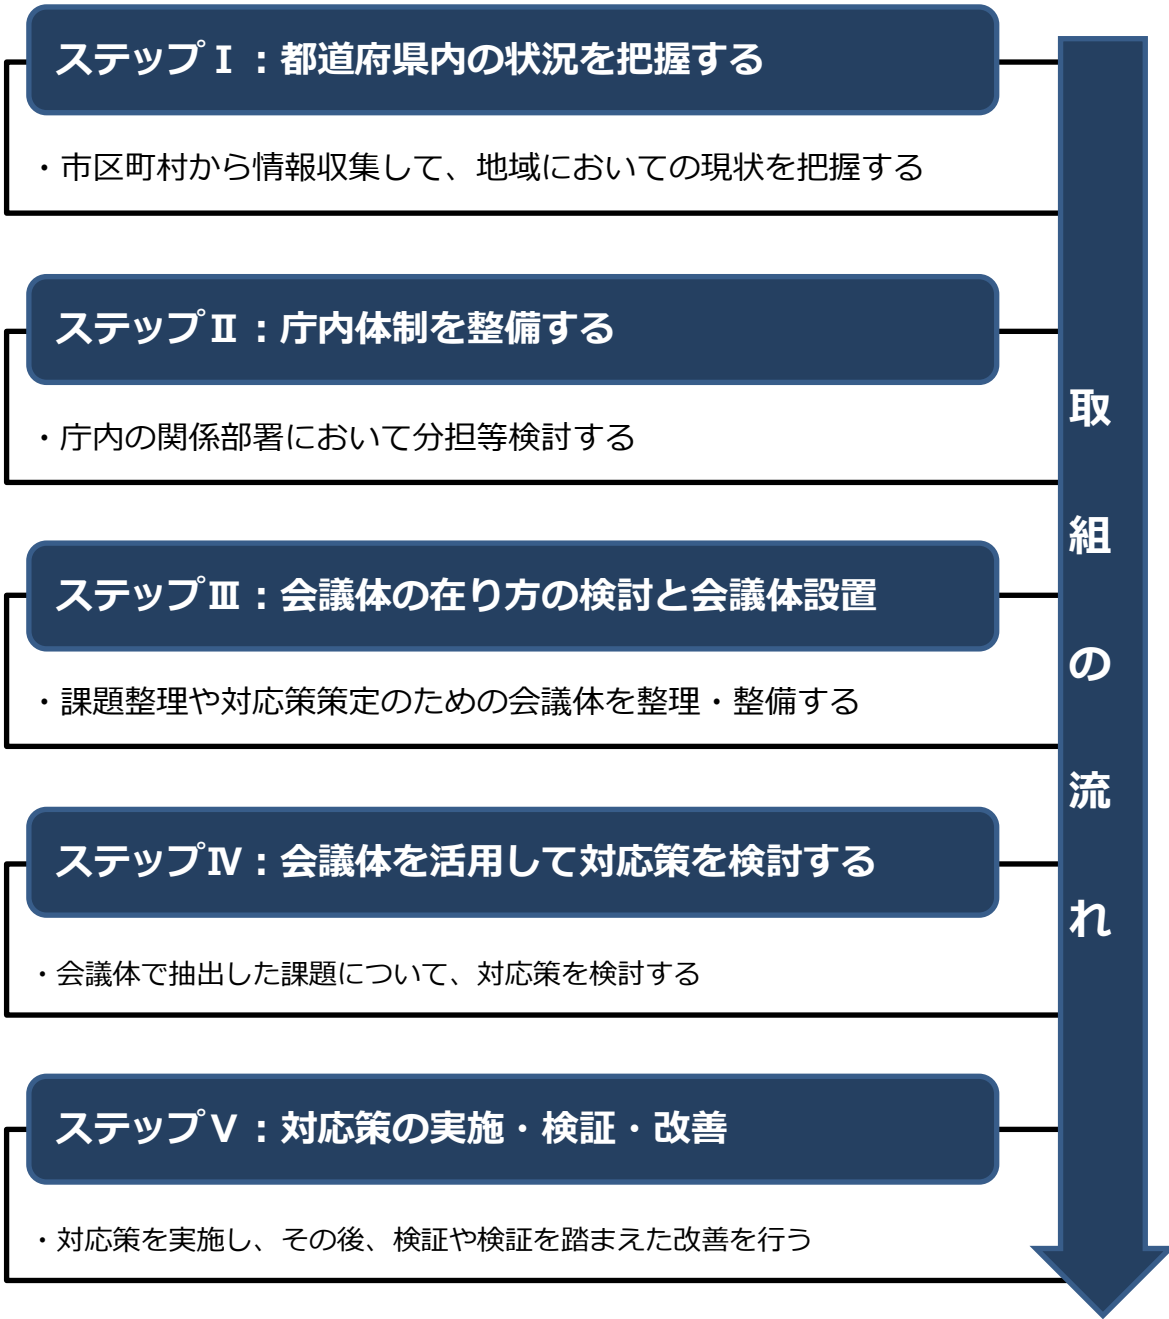 ステップⅠ：都道府県内の状況を把握する
・市区町村から情報収集して、地域においての現状を把握する
ステップⅡ：庁内体制を整備する
・庁内の関係部署において分担等検討する
ステップⅢ：会議体の在り方の検討と会議体設置
・課題整理や対応策策定のための会議体を整理・整備する
ステップⅣ：会議体を活用して対応策を検討する
・会議体で抽出した課題について、対応策を検討する
ステップⅤ：対応策の実施・検証・改善
・対応策を実施し、その後、検証や検証を踏まえた改善を行う
取組の流れ